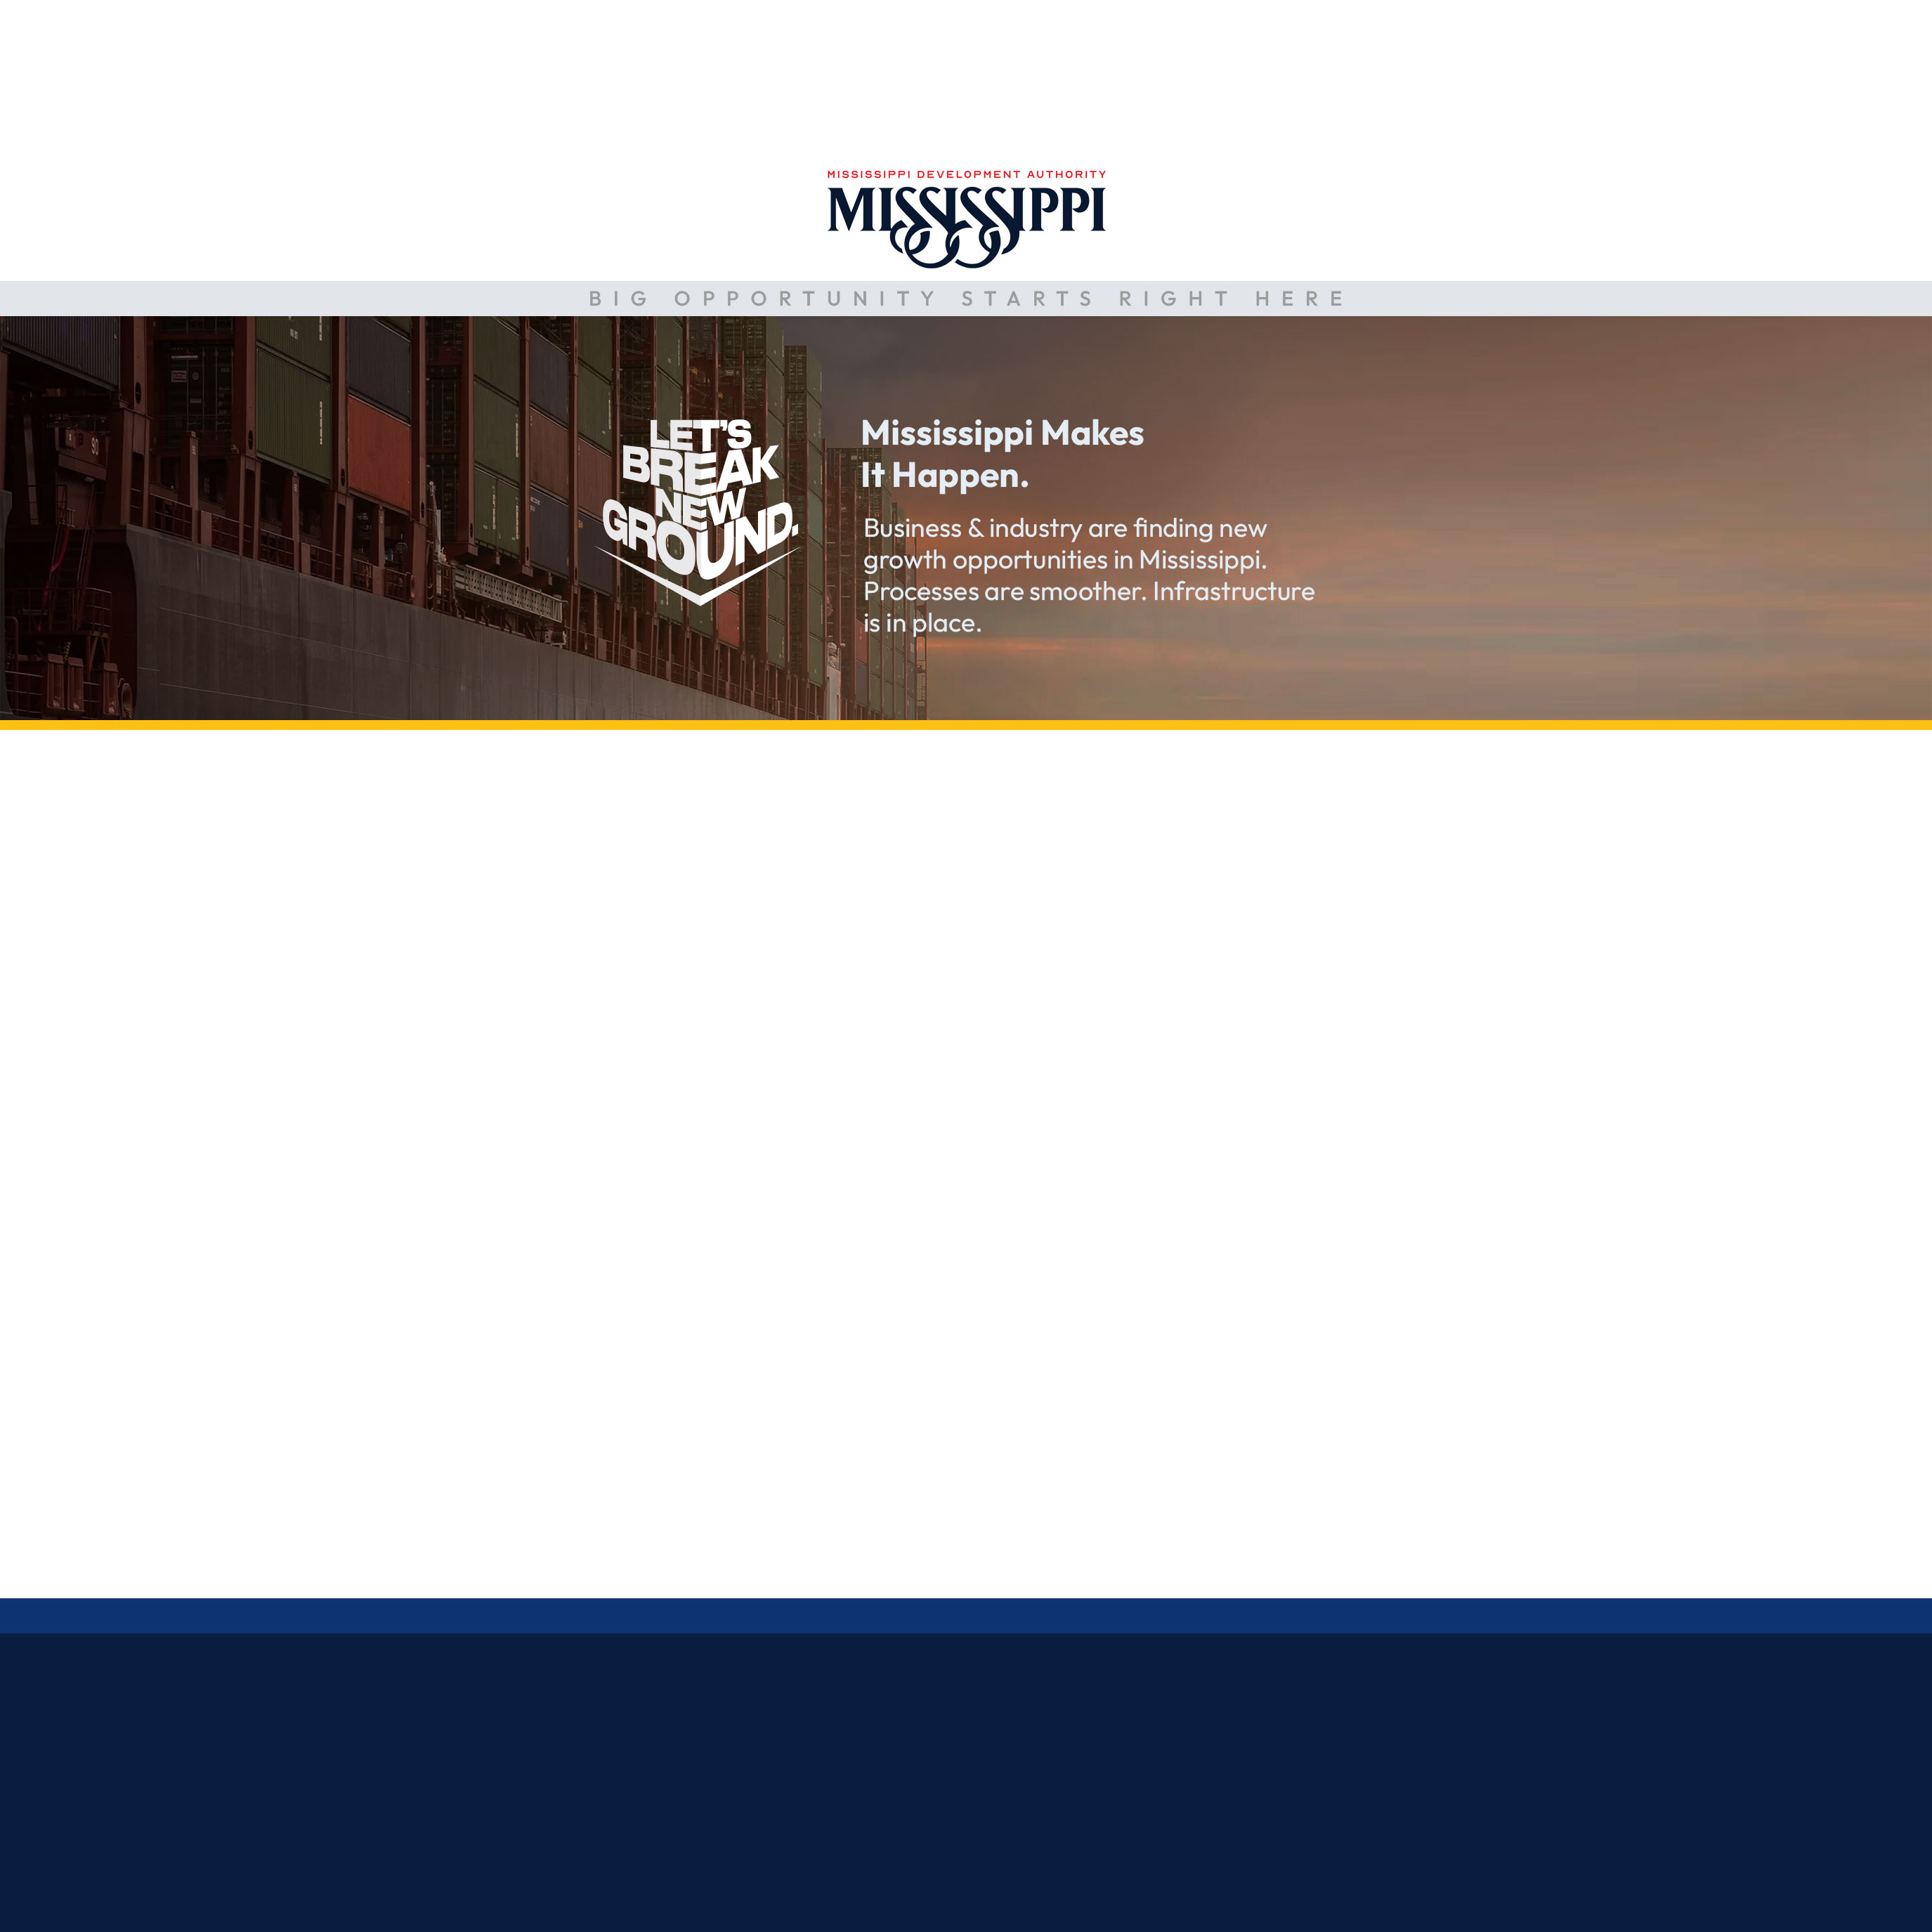 MISSISSIPPI DEVELOPMENT AUTHORITY
MISSISSIPPI
BIG OPPORTUNITY STARTS RIGHT HERE
LET'S
BREAK
NEW
GROUND.
Mississippi Makes
It Happen.
Business & industry are finding new
growth opportunities in Mississippi.
Processes are smoother. Infrastructure
is in place.